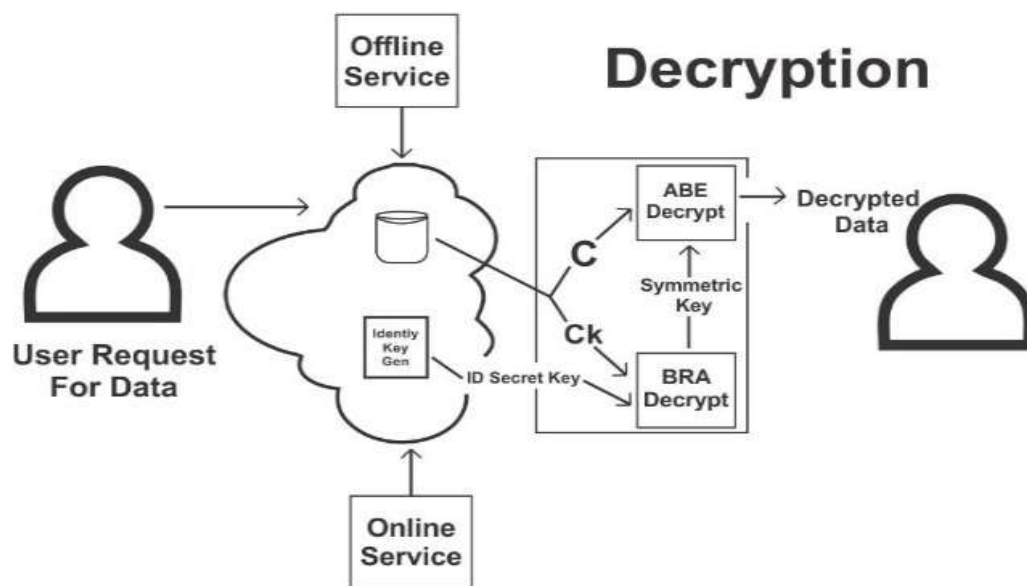 Offline
Service
Decryption
User Request
For Data
Idently
Key
Gen
ID Secret Key
C
Ck
ABE
Decrypt
Symmetric
Key
BRA
Decrypt
Decrypted
Data
Online
Service